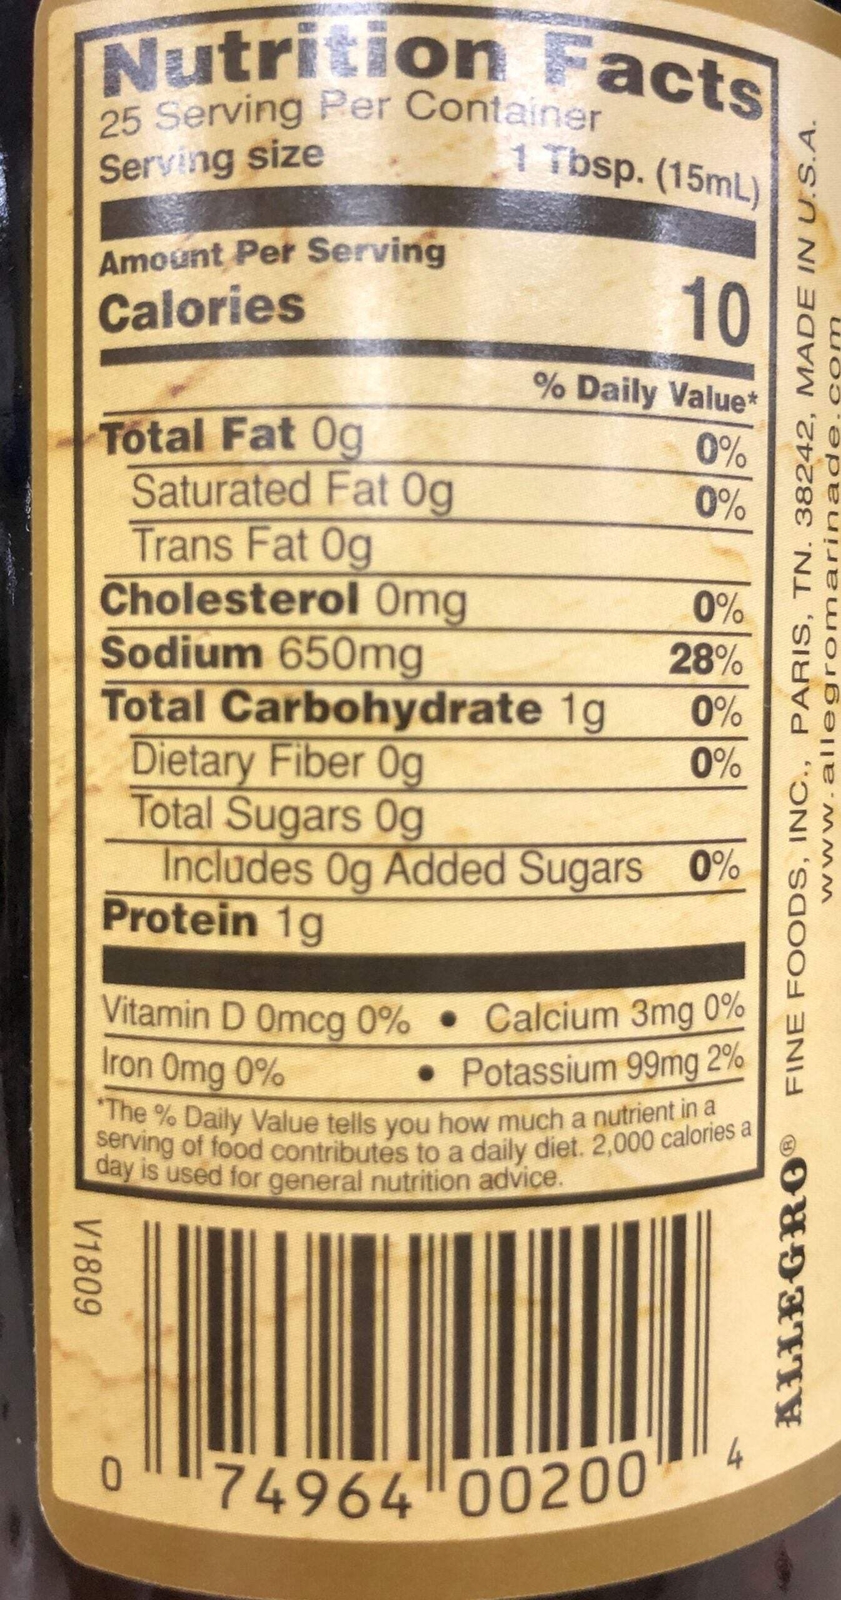 Nutrition Facts
25 Serving Per Container
Serving size 1 Tbsp. (15mL)
Amount Per Serving
Calories 10
% Daily Value*
Total Fat 0g 0%
Saturated Fat 0g 0%
Trans Fat 0g
Cholesterol 0mg 0%
Sodium 650mg 28%
Total Carbohydrate 1g 0%
Dietary Fiber 0g 0%
Total Sugars 0g
Includes 0g Added Sugars 0%
Protein 1g
Vitamin D 0mcg 0% • Calcium 3mg 0%
Iron 0mg 0% • Potassium 99mg 2%
*The % Daily Value tells you how much a nutrient in a
serving of food contributes to a daily diet. 2,000 calories a
day is used for general nutrition advice.
V1809
0 74964 00200 4
ALLEGRO® FINE FOODS, INC., PARIS, TN. 38242, MADE IN U.S.A.
www.allegromarinade.com